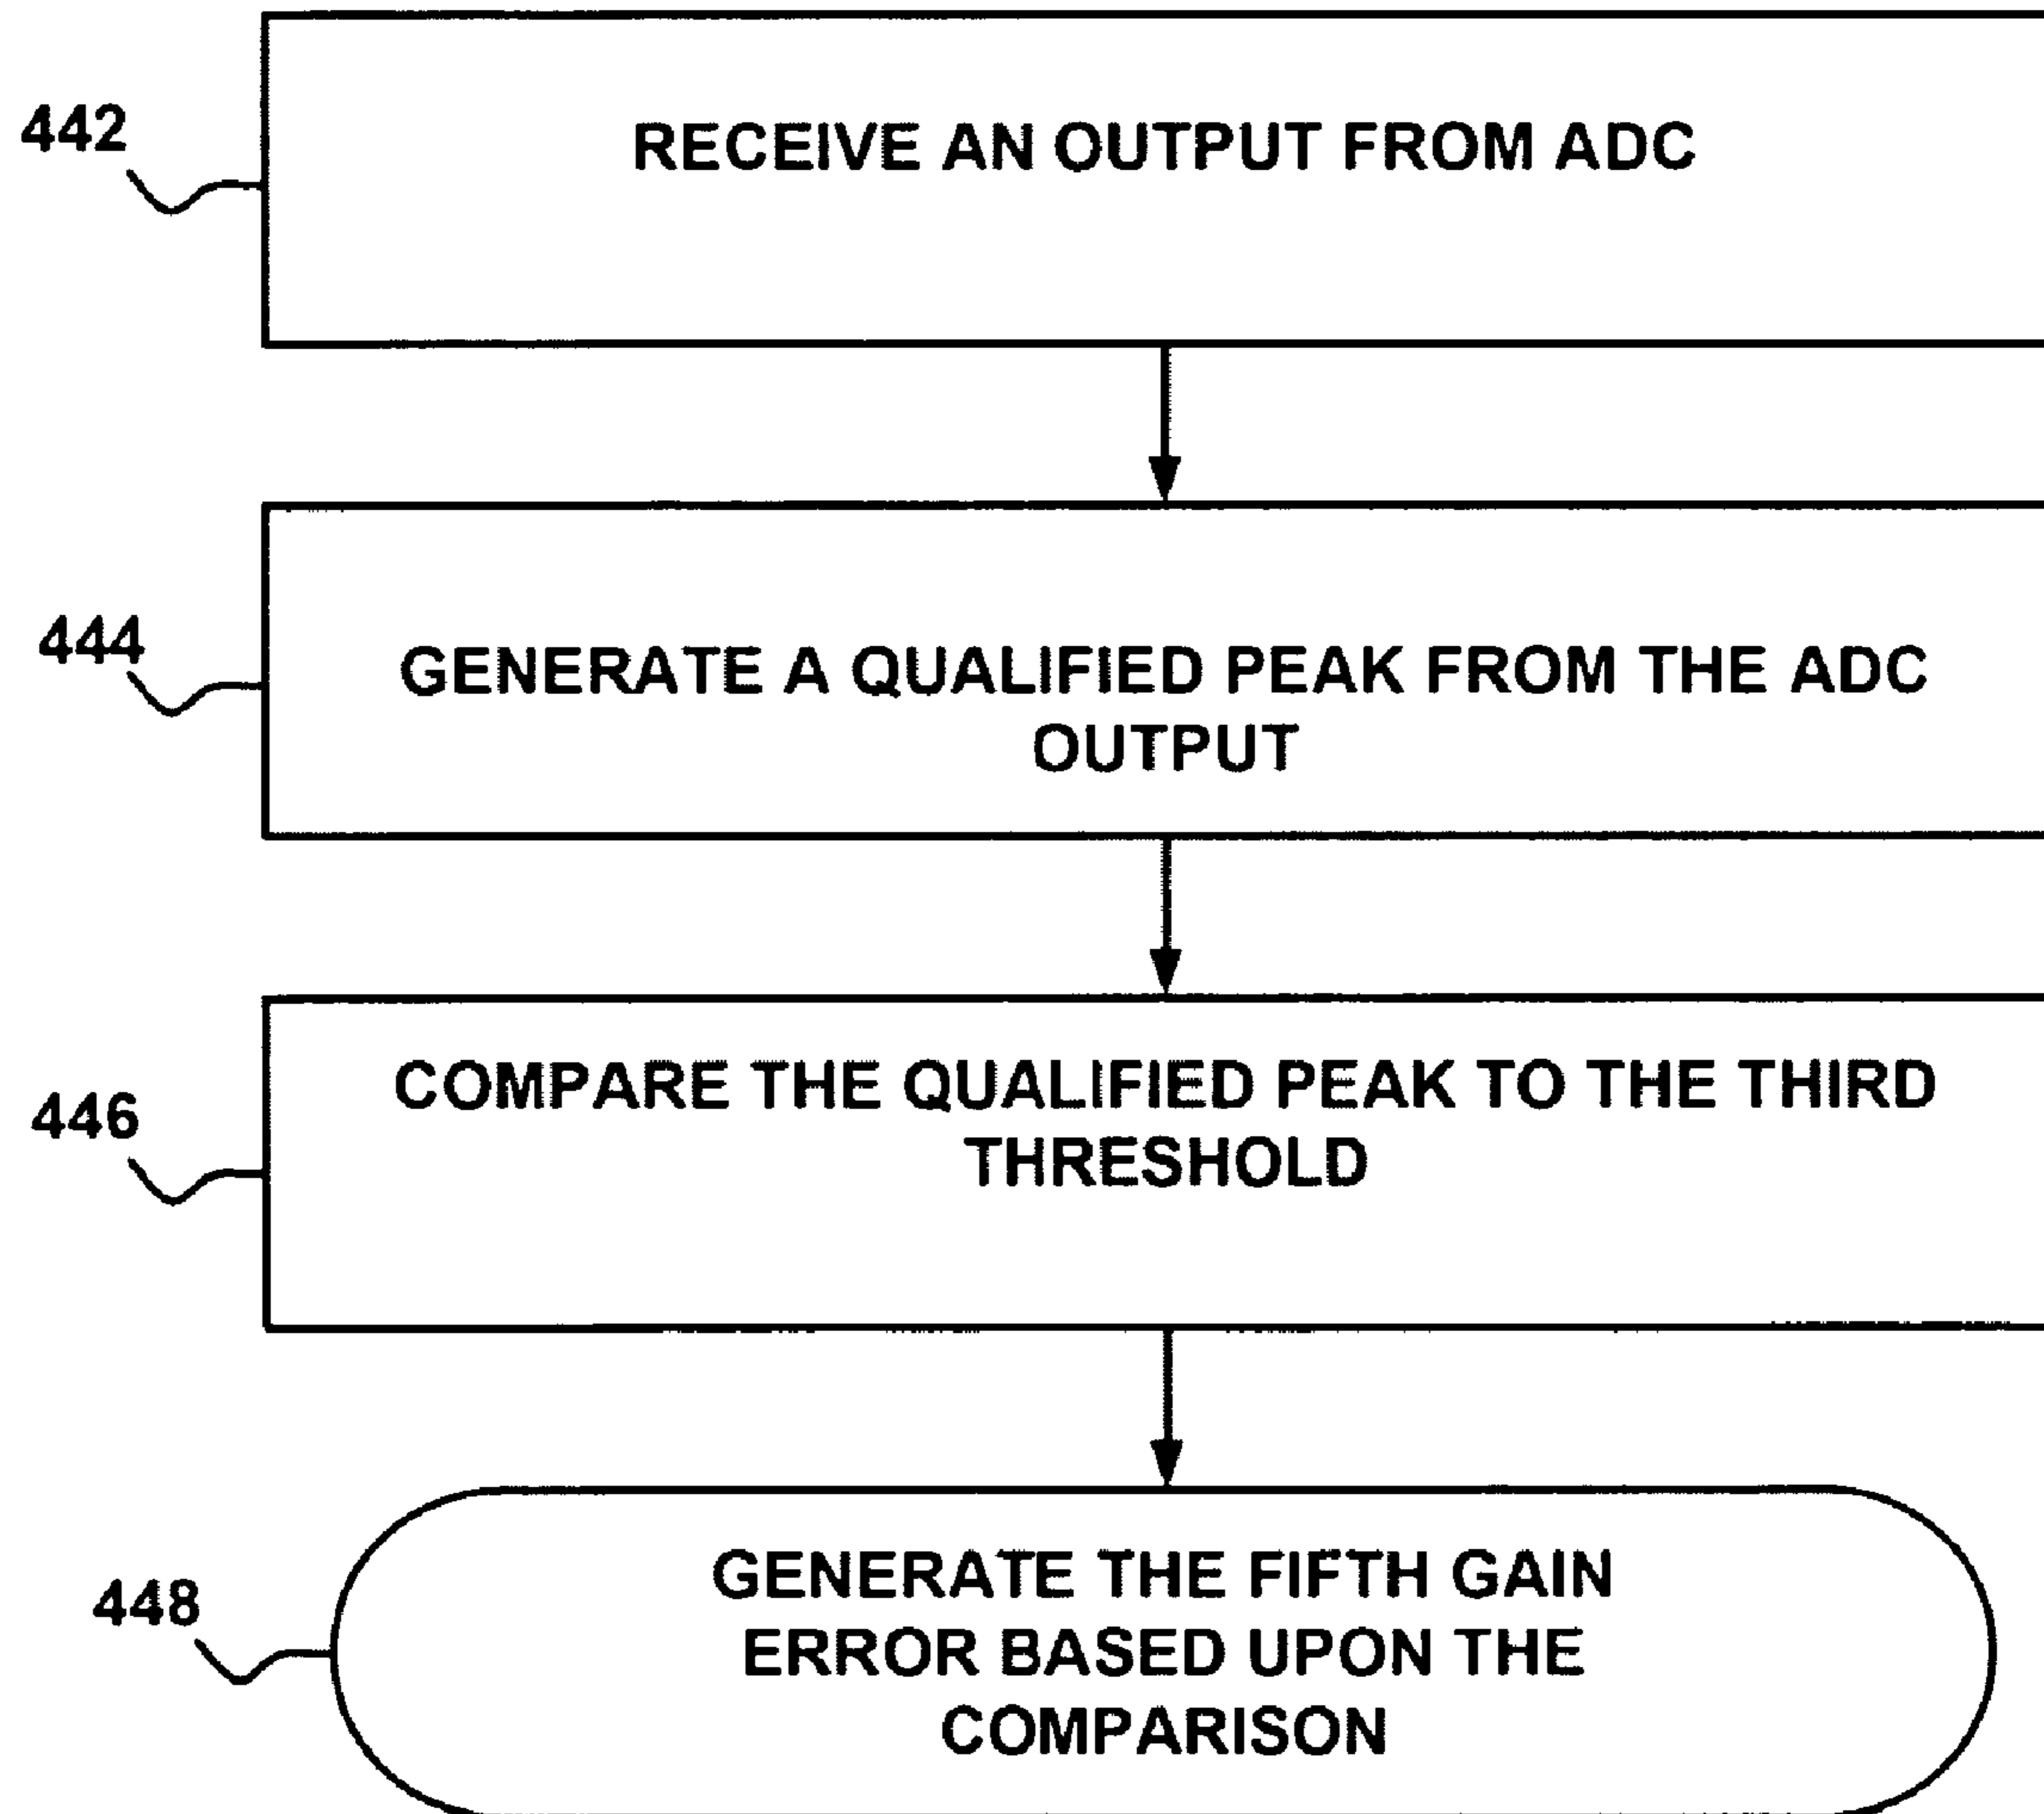 442
RECEIVE AN OUTPUT FROM ADC
444
GENERATE A QUALIFIED PEAK FROM THE ADC
OUTPUT
446
COMPARE THE QUALIFIED PEAK TO THE THIRD
THRESHOLD
448
GENERATE THE FIFTH GAIN
ERROR BASED UPON THE
COMPARISON